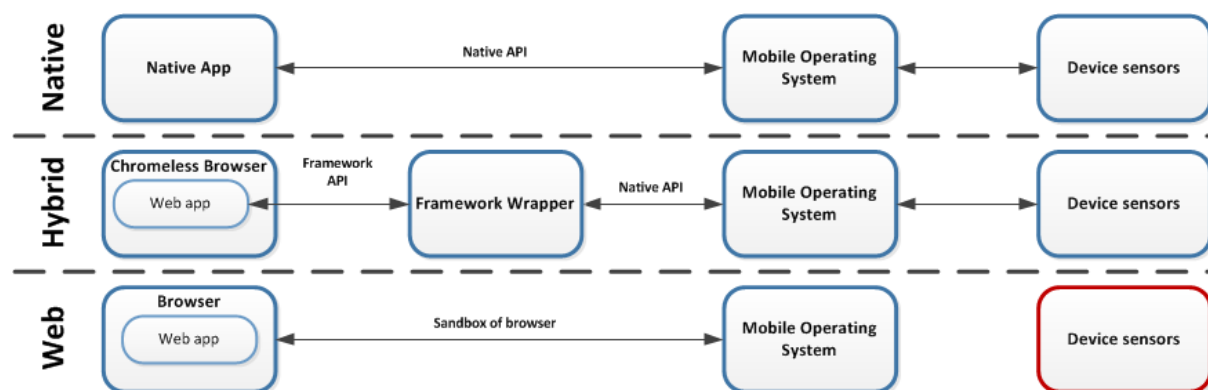 Native
Native App
Native API
Mobile Operating
System
Device sensors
Hybrid
Chromeless Browser
Web app
Framework
API
Framework Wrapper
Native API
Mobile Operating
System
Device sensors
Web
Browser
Web app
Sandbox of browser
Mobile Operating
System
Device sensors